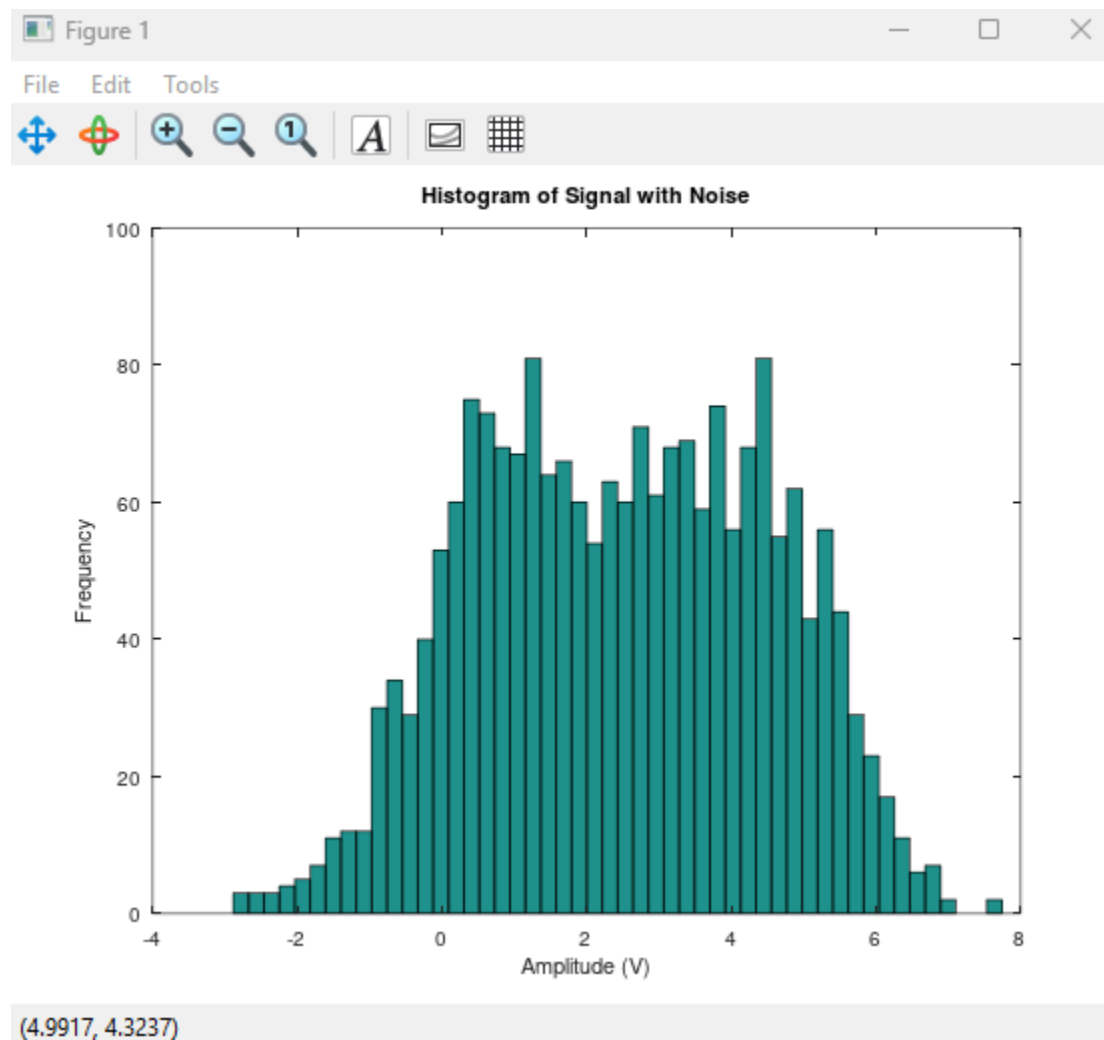 Figure 1
File Edit Tools
1 A
Histogram of Signal with Noise
100
80
60
40
20
0
Frequency
-4 -2 0 2 4 6 8
Amplitude (V)
(4.9917, 4.3237)